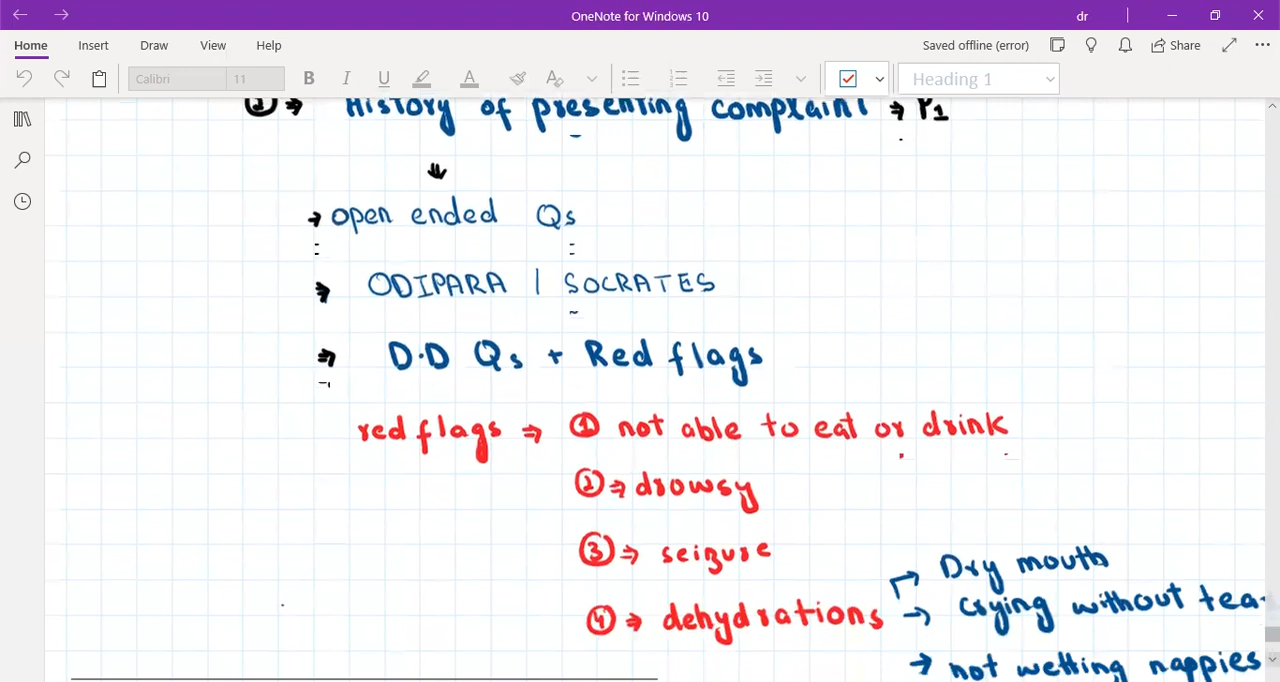 OneNote for Windows 10
dr
Home Insert Draw View Help
Saved offline (error)
Share
Calibri 11
B I U A
Heading 1
① ⇒ History of presenting complaint ⇒ P1
→ open ended Qs
⇒ ODIPARA | SOCRATES
⇒ D.D Qs + Red flags
red flags ⇒ ① not able to eat or drink
② ⇒ drowsy
③ ⇒ seizure
④ ⇒ dehydrations → Dry mouth
→ crying without tea
→ not wetting nappies